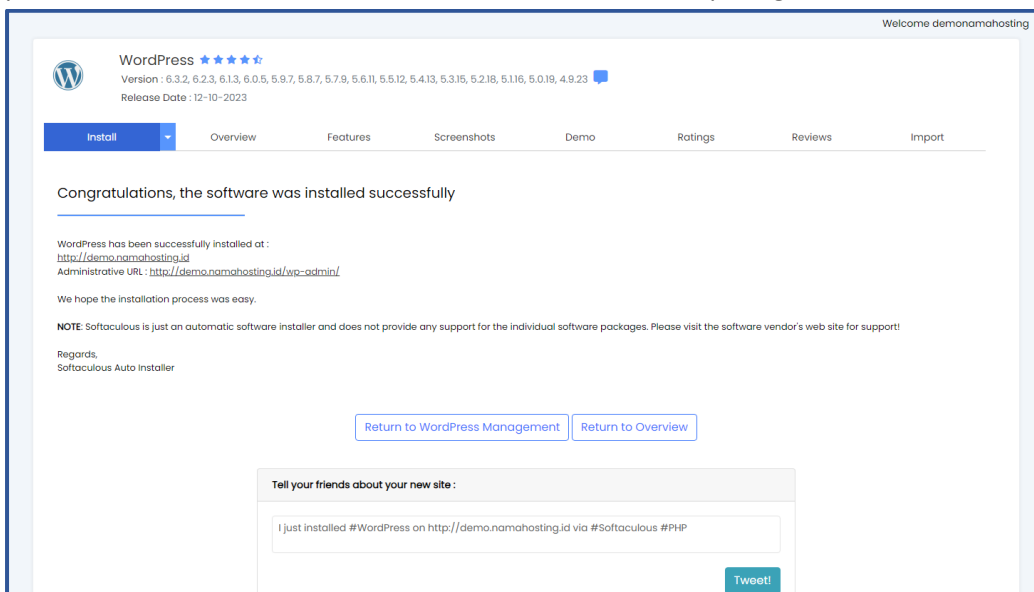 Welcome demonamahosting
WordPress
Version : 6.3.2, 6.2.3, 6.1.3, 6.0.5, 5.9.7, 5.8.7, 5.7.9, 5.6.11, 5.5.12, 5.4.13, 5.3.15, 5.2.18, 5.1.16, 5.0.19, 4.9.23
Release Date : 12-10-2023
Install Overview Features Screenshots Demo Ratings Reviews Import
Congratulations, the software was installed successfully
WordPress has been successfully installed at :
http://demo.namahosting.id
Administrative URL : http://demo.namahosting.id/wp-admin/
We hope the installation process was easy.
NOTE: Softaculous is just an automatic software installer and does not provide any support for the individual software packages. Please visit the software vendor's web site for support!
Regards,
Softaculous Auto Installer
Return to WordPress Management Return to Overview
Tell your friends about your new site :
I just installed #WordPress on http://demo.namahosting.id via #Softaculous #PHP
Tweet!